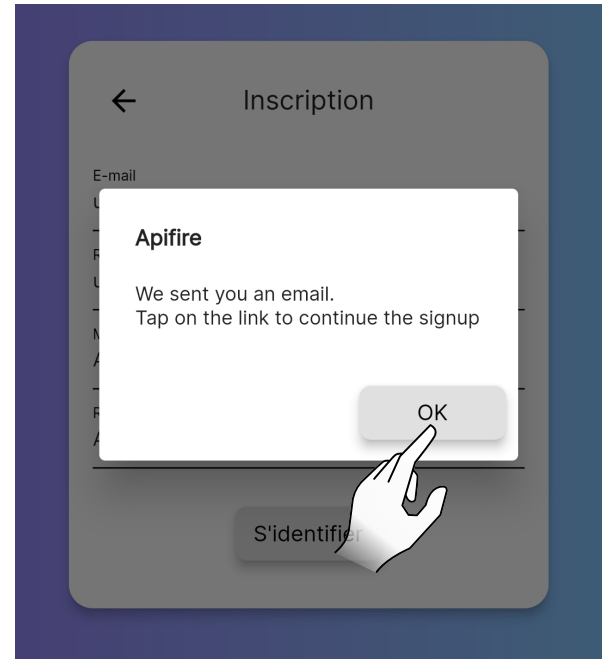 Inscription
E-mail
Apifire
We sent you an email.
Tap on the link to continue the signup
OK
S'identifier